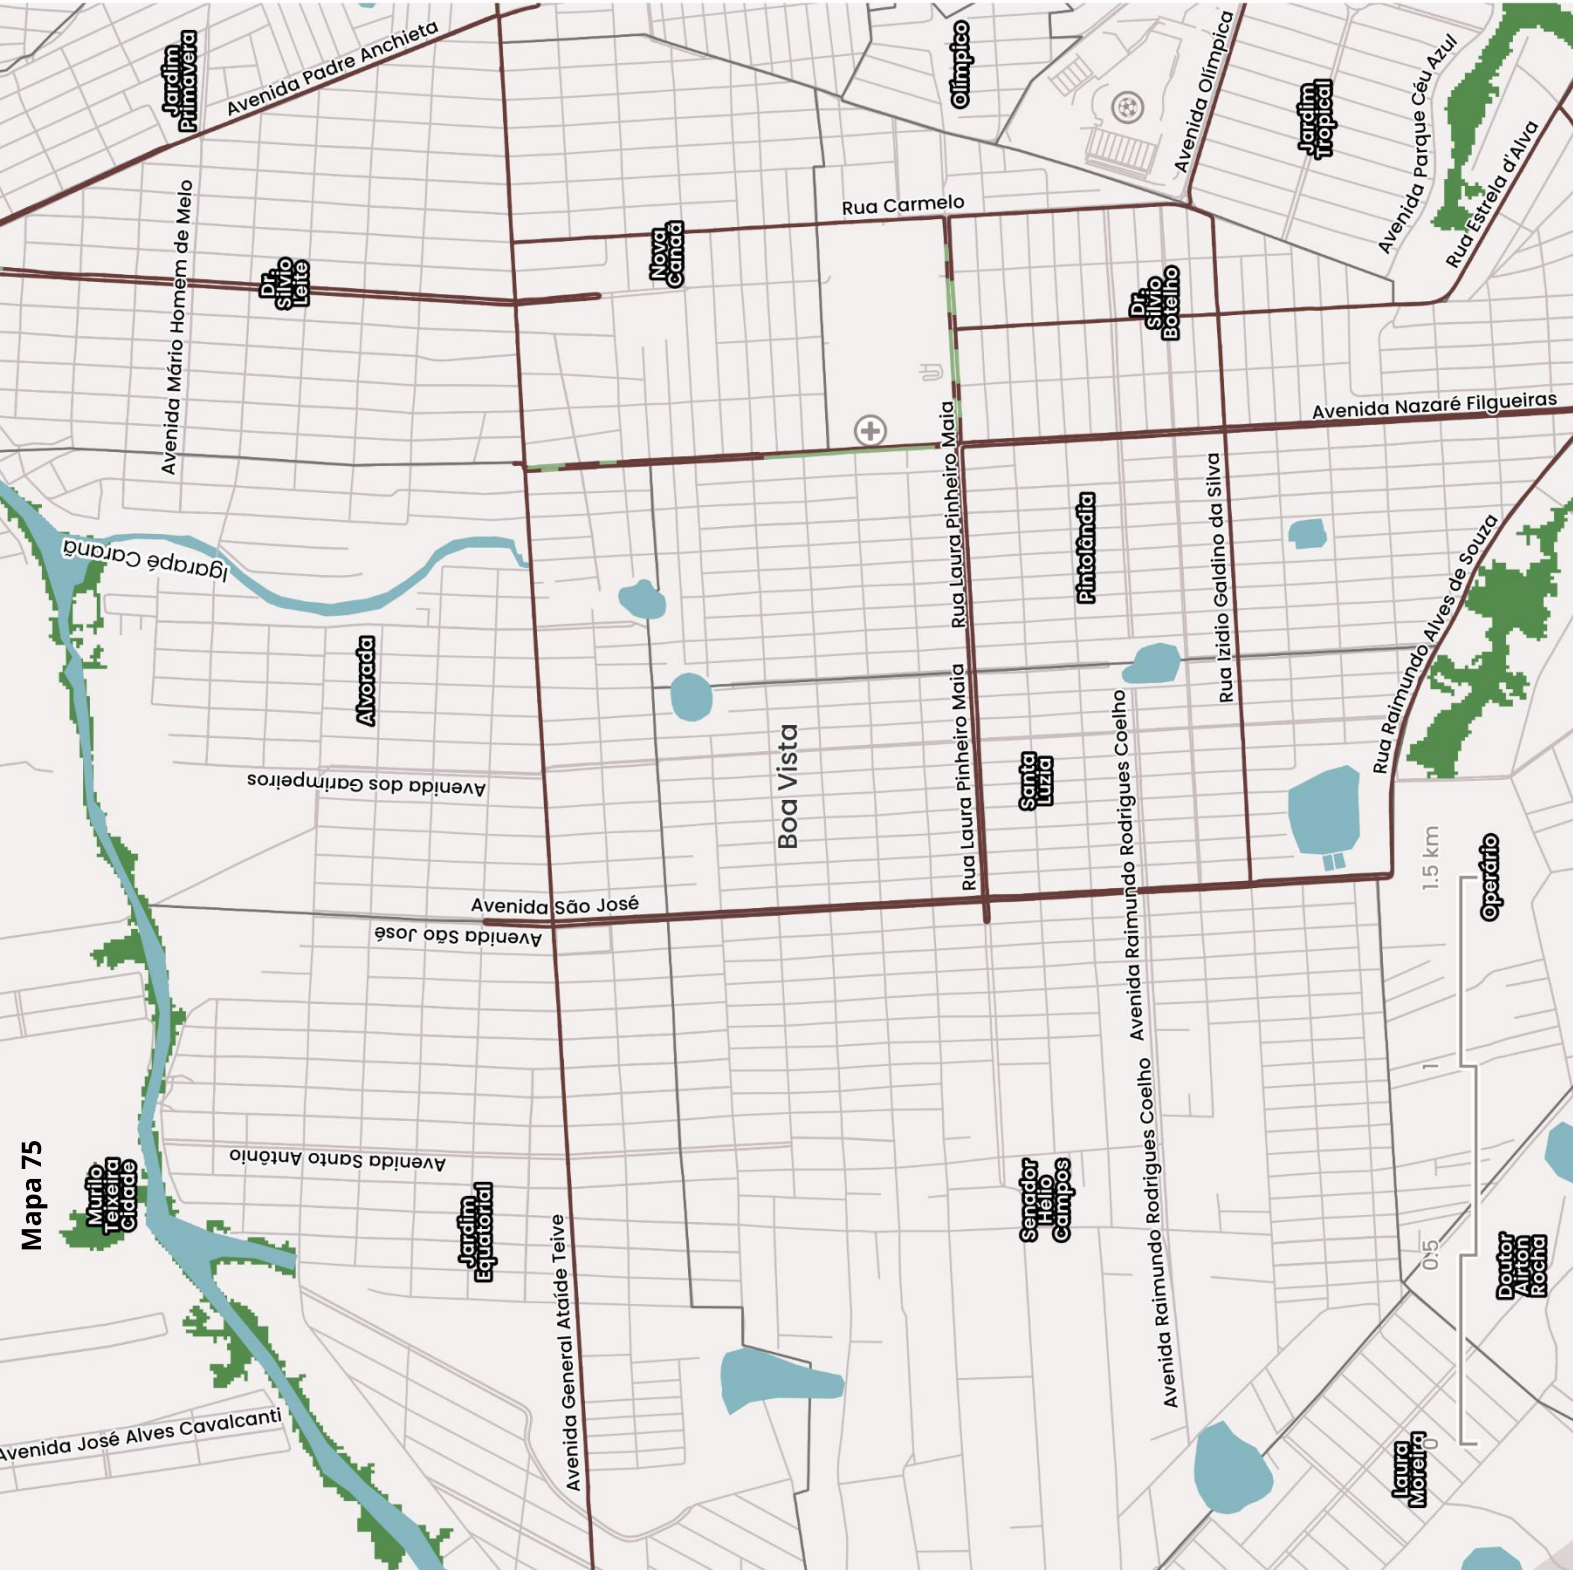 Mapa 75
Jardim
Primavera
Avenida Padre Anchieta
Olímpico
Avenida Olímpica
Jardim
Tropical
Avenida Parque Céu Azul
Rua Estrela d'Alva
Avenida Mário Homem de Melo
Dr.
Silvio
Leite
Nova
Canaã
Rua Carmelo
Dr.
Silvio
Botelho
Avenida Nazaré Filgueiras
Igarapé Caranã
Rua Laura Pinheiro Maia
Pintolândia
Rua Izidio Galdino da Silva
Rua Raimundo Alves de Souza
Alvorada
Avenida dos Garimpeiros
Boa Vista
Rua Laura Pinheiro Maia
Santa
Luzia
Avenida Raimundo Rodrigues Coelho
Avenida São José
Avenida São José
Operário
1.5 km
1
0.5
0
Avenida Raimundo Rodrigues Coelho
Avenida Santo Antônio
Murilo
Teixeira
Cidade
Jardim
Equatorial
Avenida General Ataíde Teive
Senador
Hélio
Campos
Doutor
Airton
Rocha
Avenida José Alves Cavalcanti
Laura
Moreira